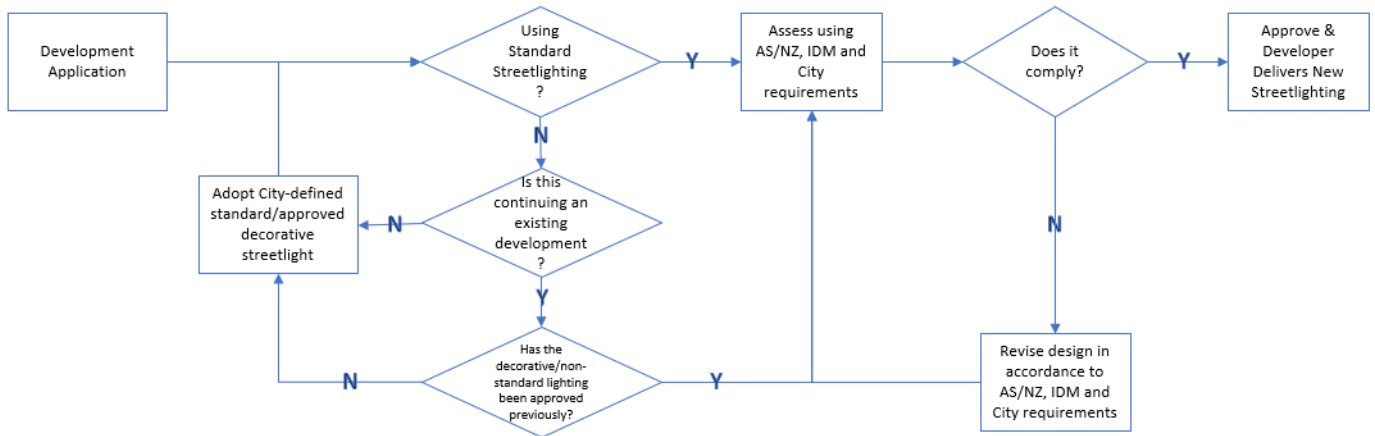 Development
Application
Using
Standard
Streetlighting
?
Y
Assess using
AS/NZ, IDM and
City
requirements
Does it
comply?
Y
Approve &
Developer
Delivers New
Streetlighting
N
Adopt City-defined
standard/approved
decorative
streetlight
N
Is this
continuing an
existing
development
?
N
Y
N
Has the
decorative/non-
standard lighting
been approved
previously?
Y
Revise design in
accordance to
AS/NZ, IDM and
City requirements